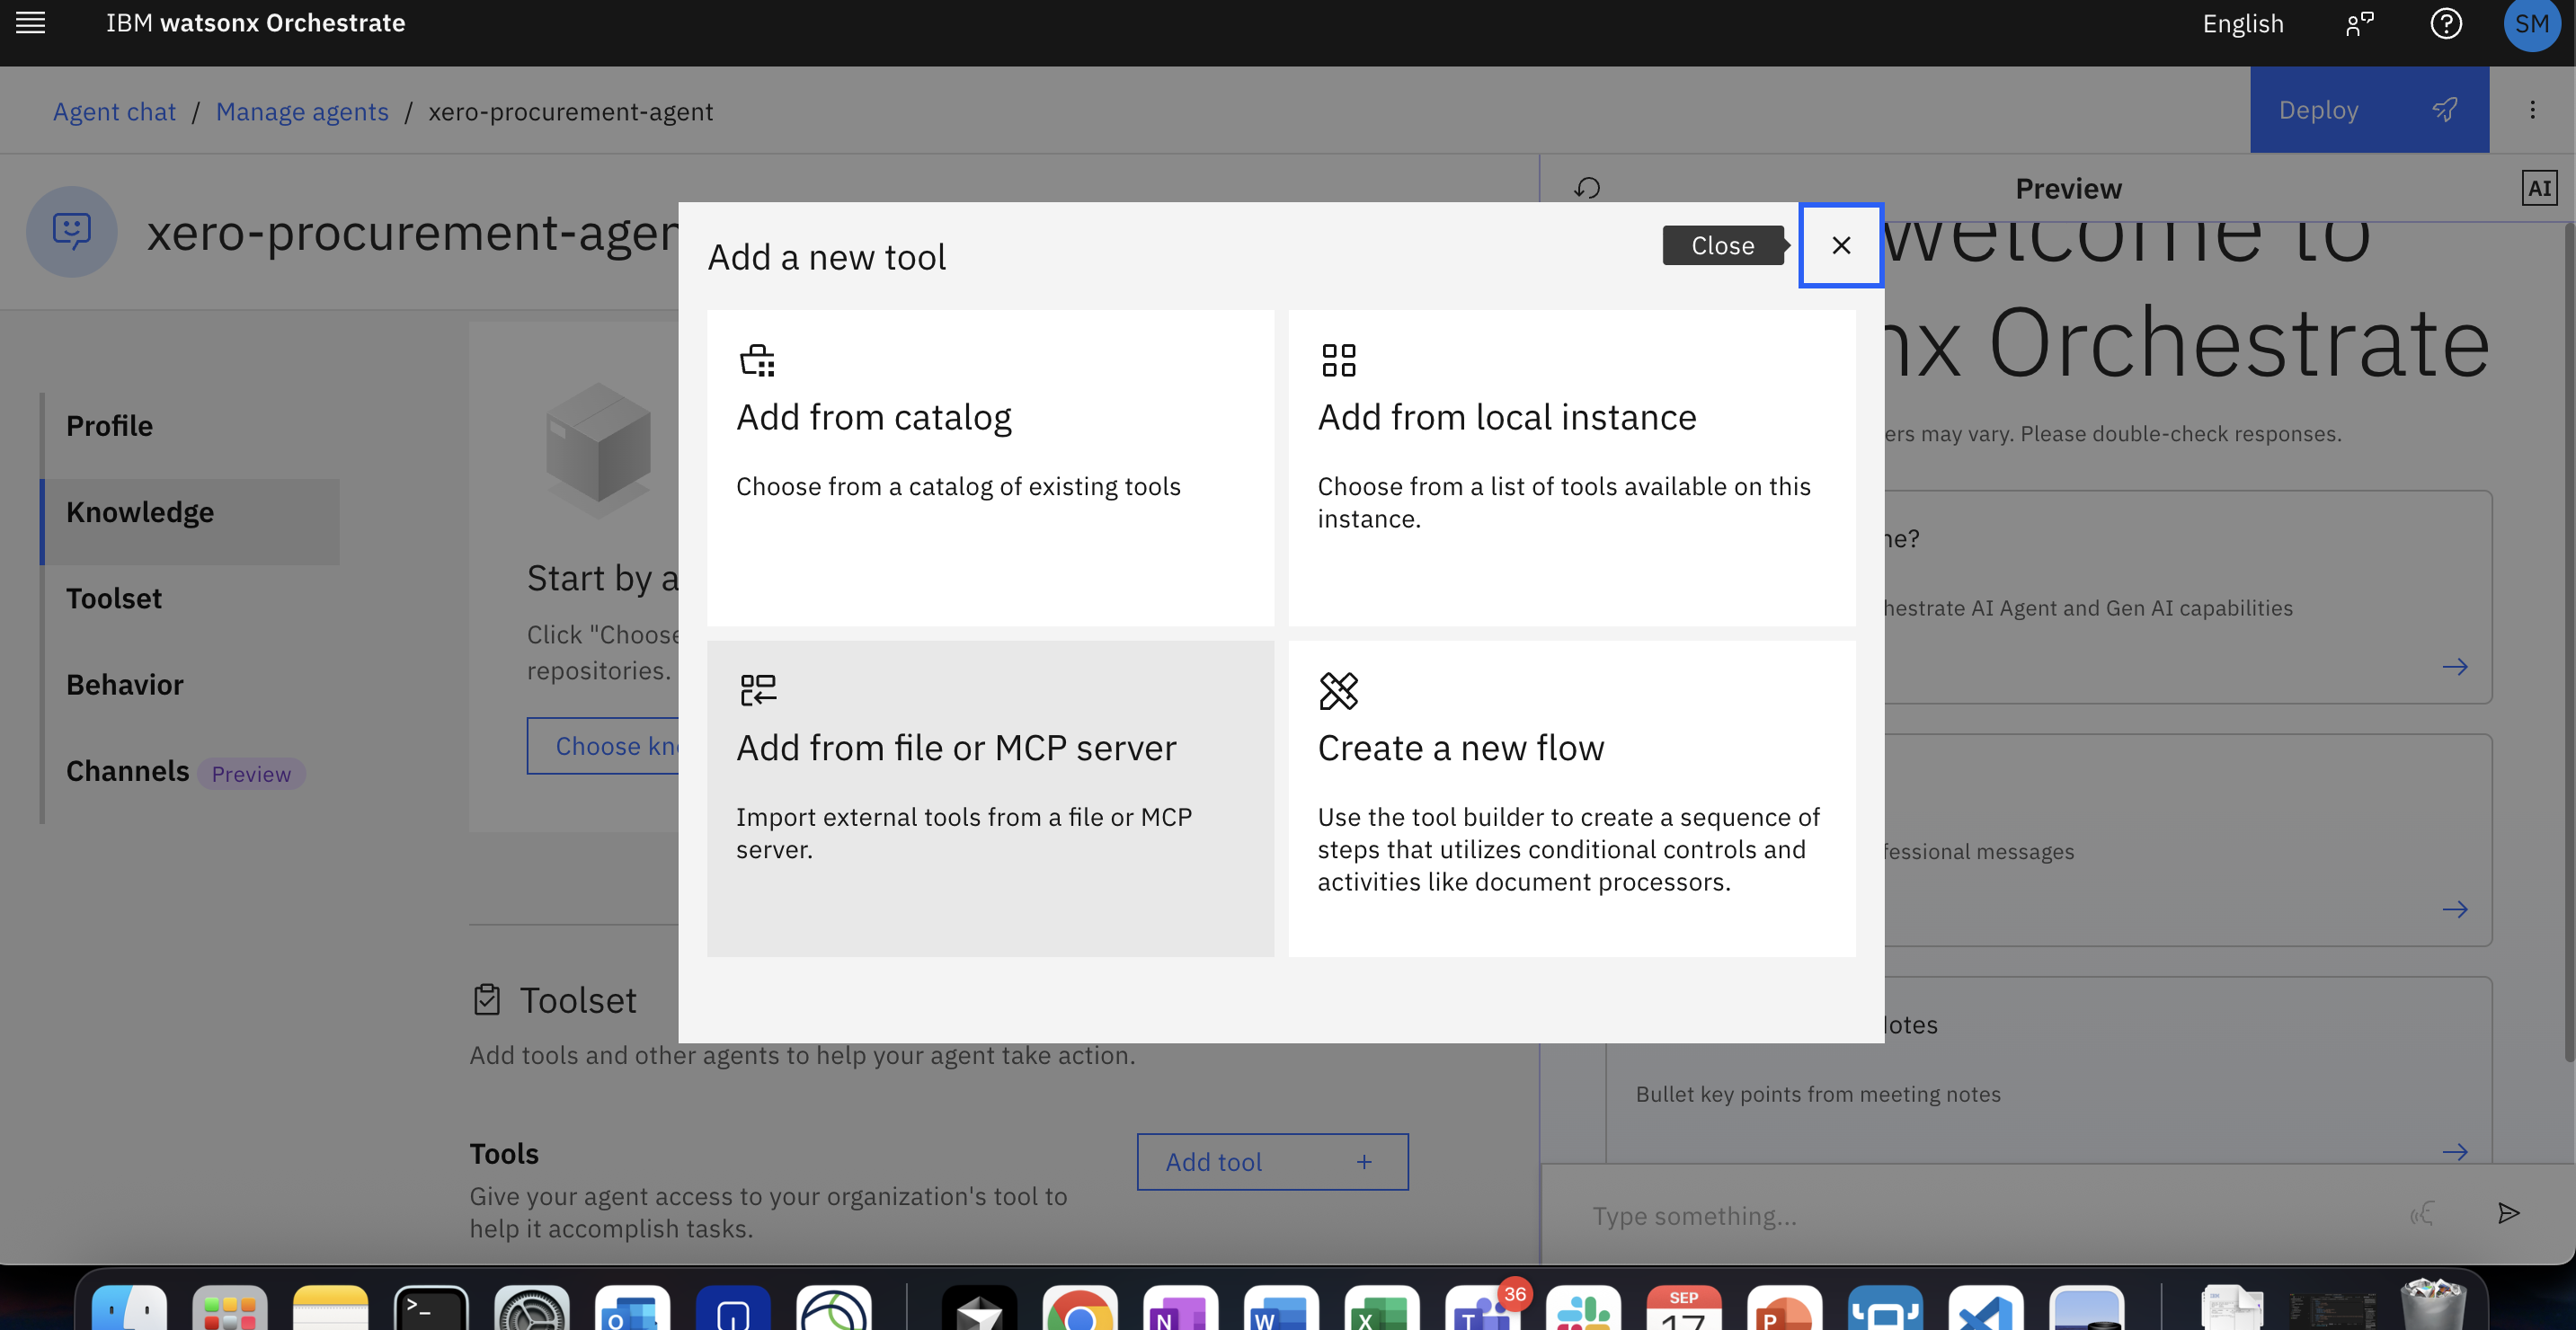 IBM watsonx Orchestrate
English
SM
Agent chat / Manage agents / xero-procurement-agent
Deploy
Preview
AI
xero-procurement-agen
welcome to
nx Orchestrate
ers may vary. Please double-check responses.
Add a new tool
Close
Add from catalog
Choose from a catalog of existing tools
Add from local instance
Choose from a list of tools available on this
instance.
Add from file or MCP server
Import external tools from a file or MCP
server.
Create a new flow
Use the tool builder to create a sequence of
steps that utilizes conditional controls and
activities like document processors.
Profile
Knowledge
Toolset
Behavior
Channels Preview
Start by a
Click "Choose
repositories.
Choose kn
Toolset
Add tools and other agents to help your agent take action.
Tools
Give your agent access to your organization's tool to
help it accomplish tasks.
Add tool +
ne?
hestrate AI Agent and Gen AI capabilities
fessional messages
lotes
Bullet key points from meeting notes
Type something...
>_
O
N
W
X
T
36
SEP
17
P